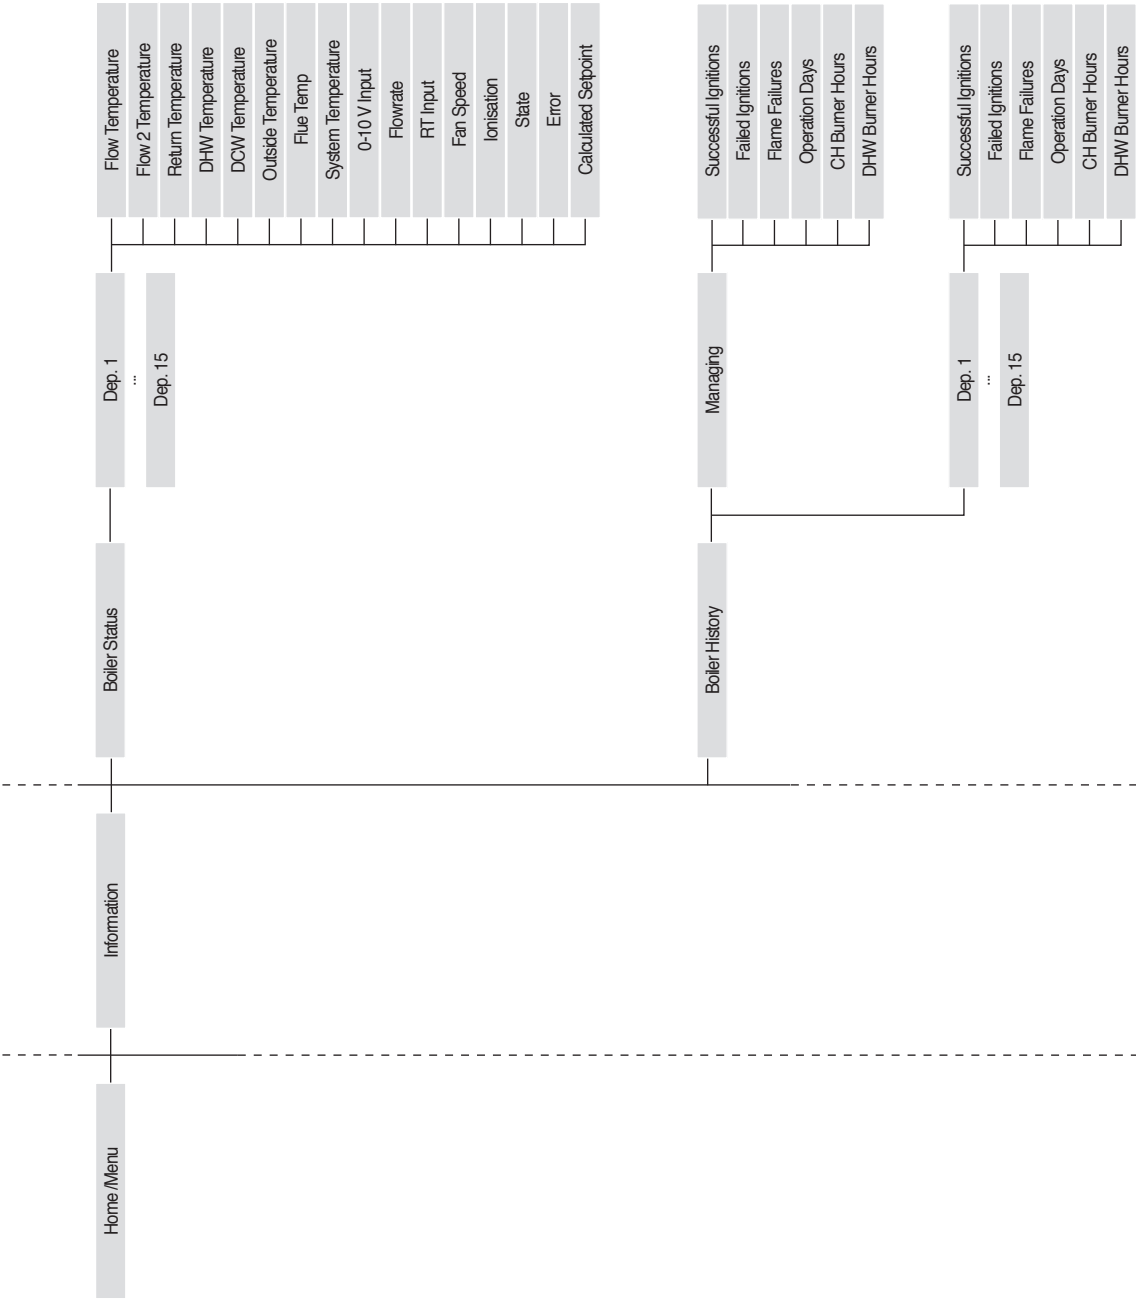 Home /Menu
Information
Boiler Status
Dep. 1
...
Dep. 15
Flow Temperature
Flow 2 Temperature
Return Temperature
DHW Temperature
DCW Temperature
Outside Temperature
Flue Temp
System Temperature
0-10 V Input
Flowrate
RT Input
Fan Speed
Ionisation
State
Error
Calculated Setpoint
Boiler History
Managing
Successful Ignitions
Failed Ignitions
Flame Failures
Operation Days
CH Burner Hours
DHW Burner Hours
Dep. 1
...
Dep. 15
Successful Ignitions
Failed Ignitions
Flame Failures
Operation Days
CH Burner Hours
DHW Burner Hours